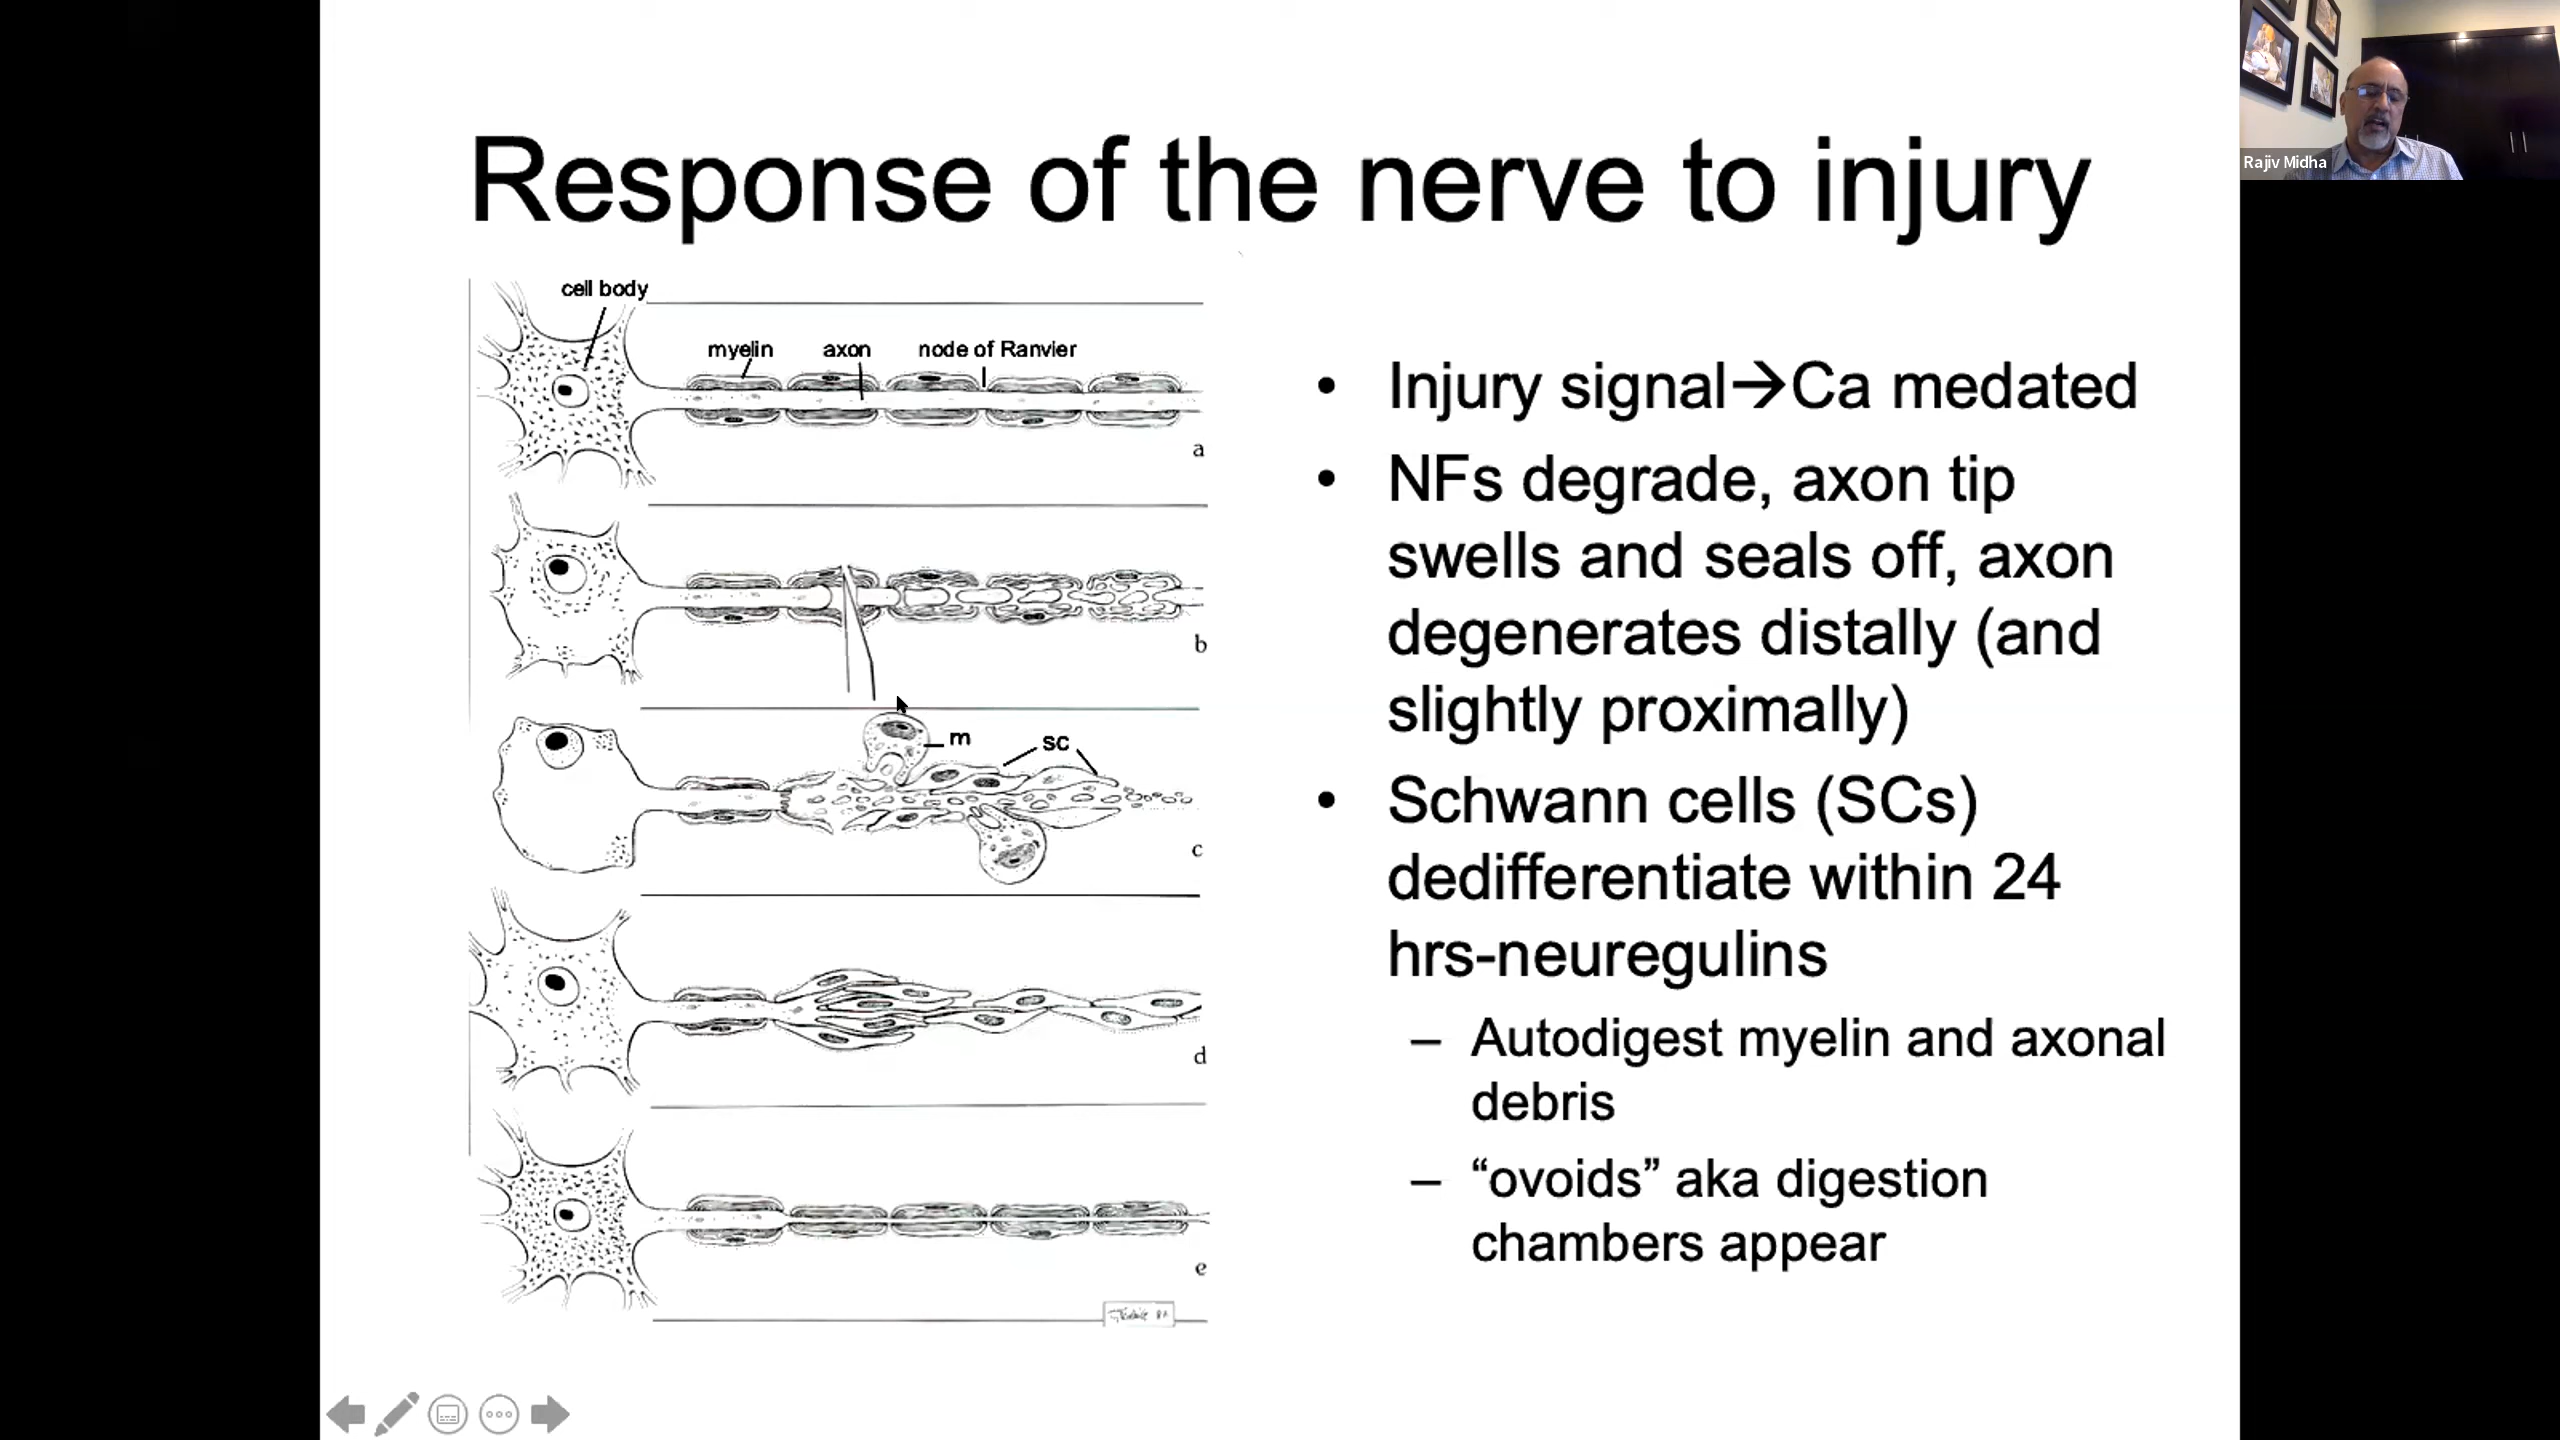 Response of the nerve to injury
Rajiv Midha
cell body
myelin axon node of Ranvier
a
b
m
sc
c
d
e
• Injury signal→Ca medated
• NFs degrade, axon tip
swells and seals off, axon
degenerates distally (and
slightly proximally)
• Schwann cells (SCs)
dedifferentiate within 24
hrs-neuregulins
– Autodigest myelin and axonal
debris
– “ovoids” aka digestion
chambers appear